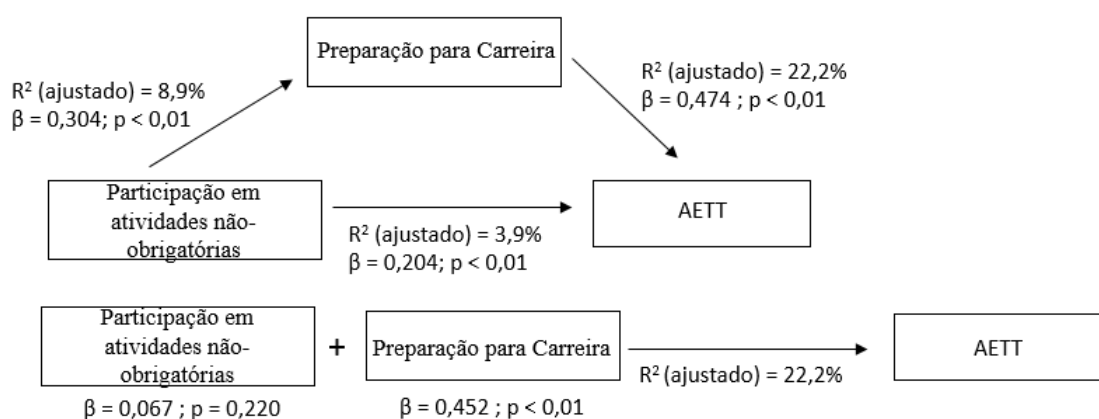 Preparação para Carreira
R² (ajustado) = 8,9%
β = 0,304; p < 0,01
R² (ajustado) = 22,2%
β = 0,474 ; p < 0,01
Participação em
atividades não-
obrigatórias
R² (ajustado) = 3,9%
β = 0,204; p < 0,01
AETT
Participação em
atividades não-
obrigatórias
+
Preparação para Carreira
R² (ajustado) = 22,2%
AETT
β = 0,067 ; p = 0,220
β = 0,452 ; p < 0,01